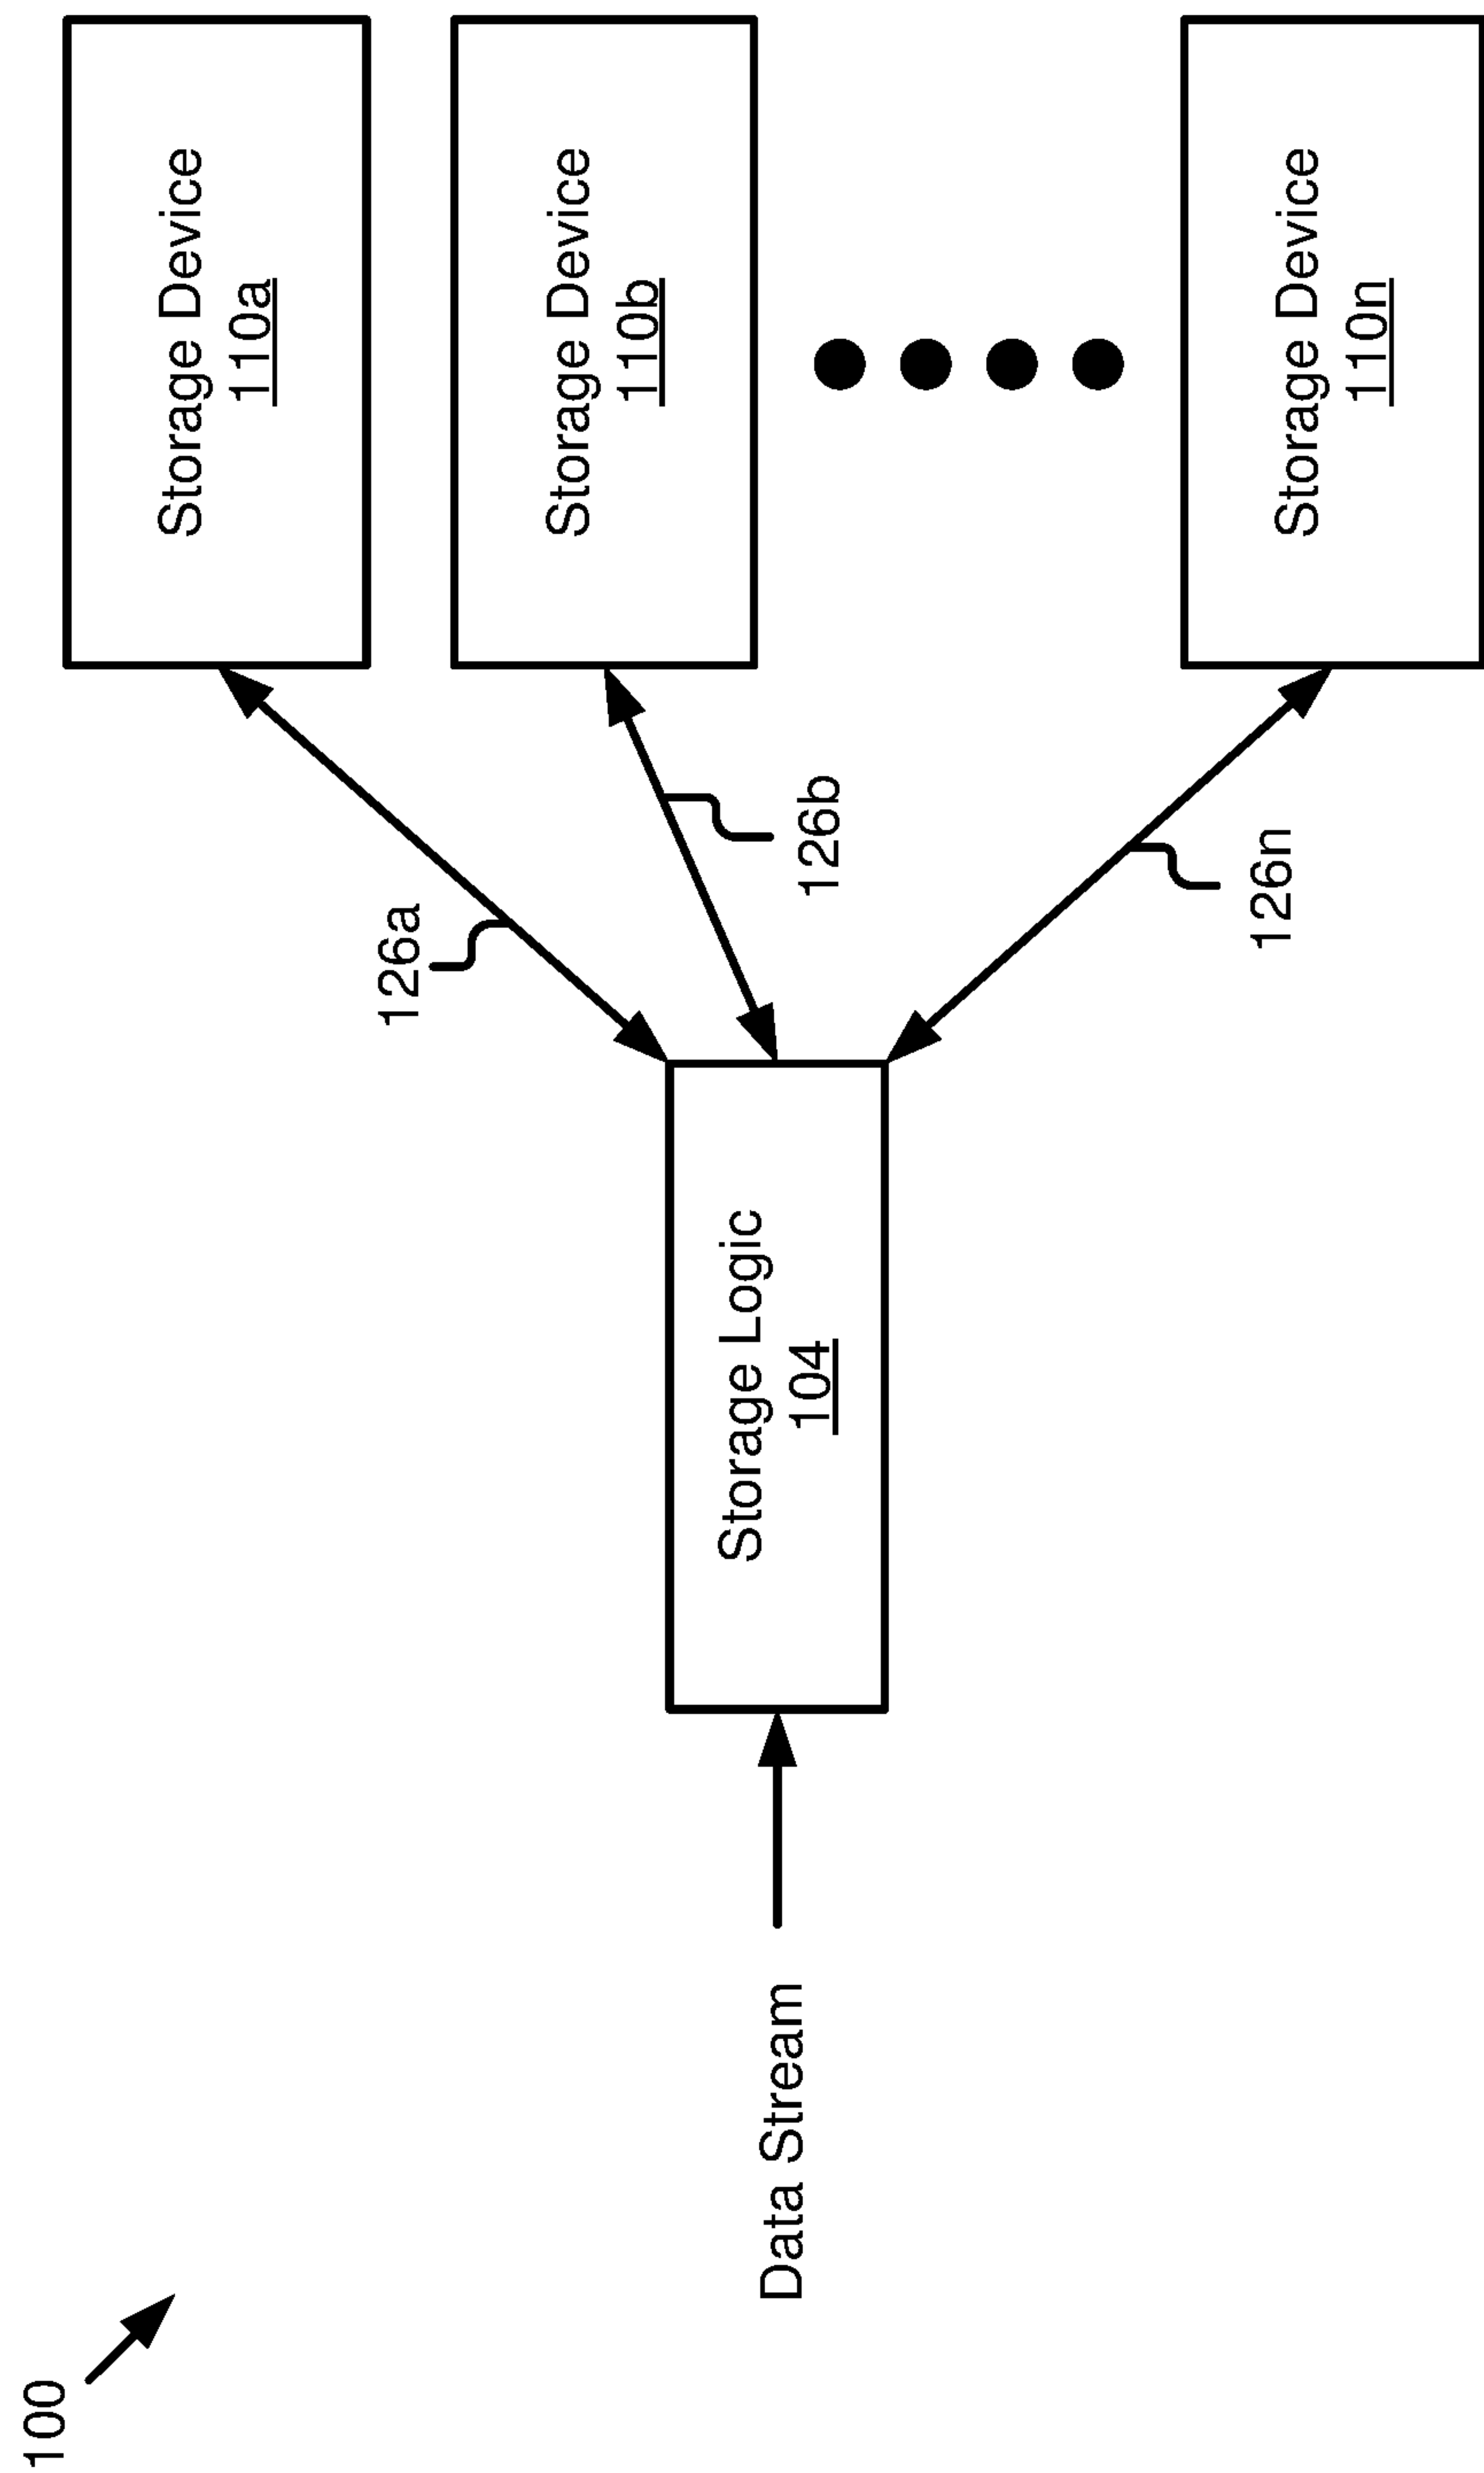 100
Data Stream
Storage Logic
104
126a
126b
126n
Storage Device
110a
Storage Device
110b
Storage Device
110n